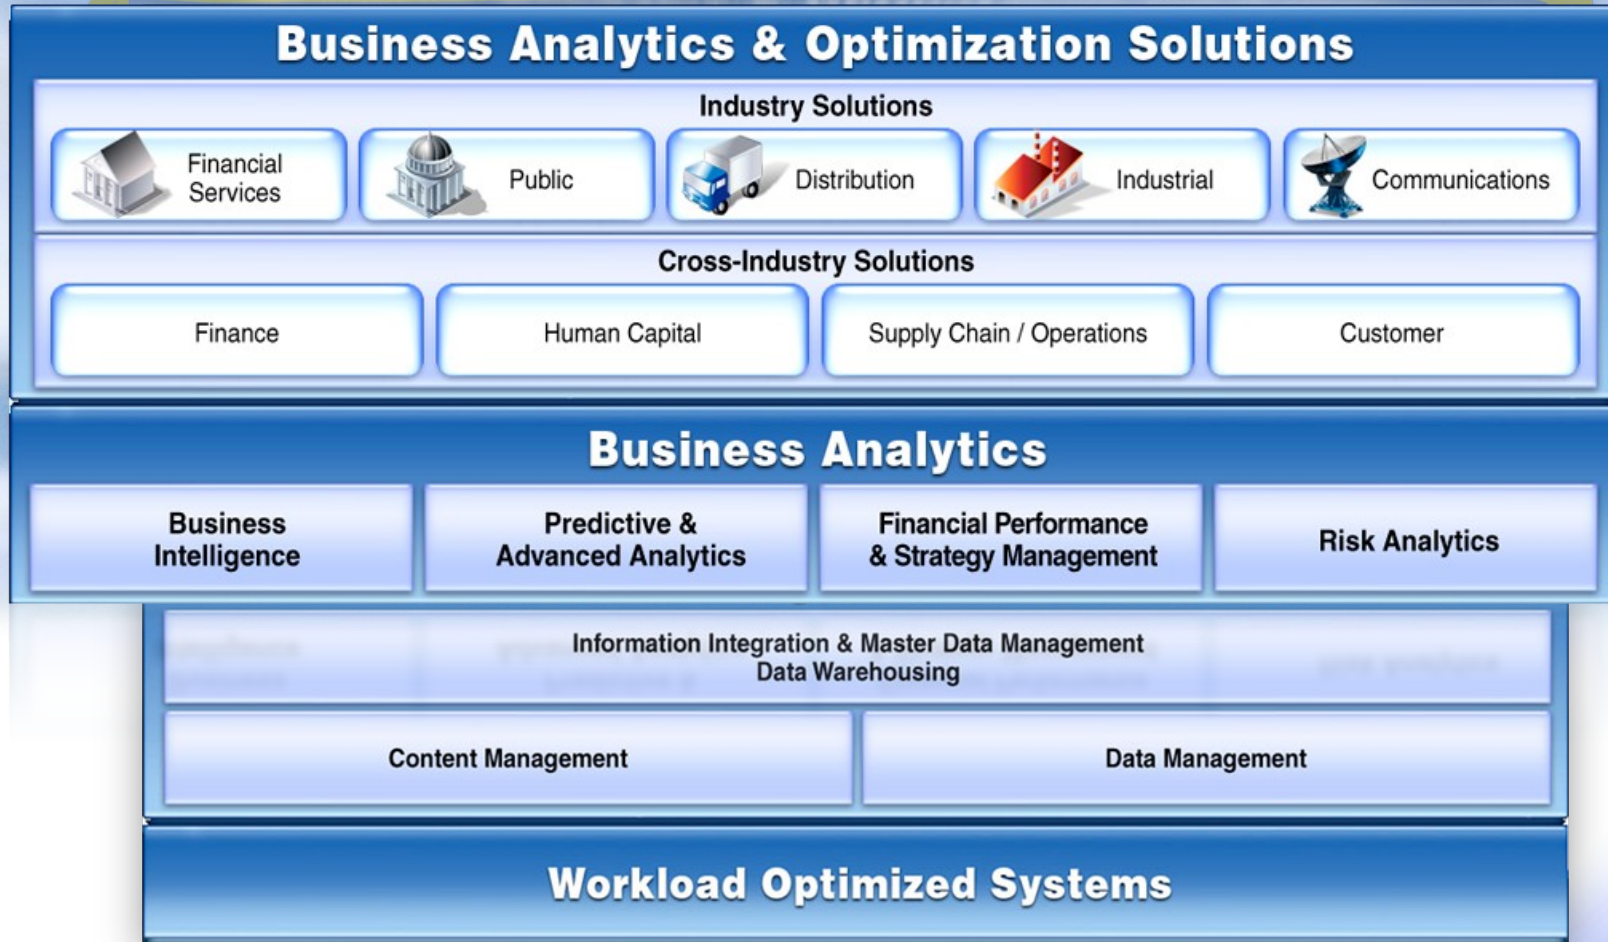 Business Analytics & Optimization Solutions
Industry Solutions
Financial
Services
Public
Distribution
Industrial
Communications
Cross-Industry Solutions
Finance
Human Capital
Supply Chain / Operations
Customer
Business Analytics
Business
Intelligence
Predictive &
Advanced Analytics
Financial Performance
& Strategy Management
Risk Analytics
Information Integration & Master Data Management
Data Warehousing
Content Management
Data Management
Workload Optimized Systems